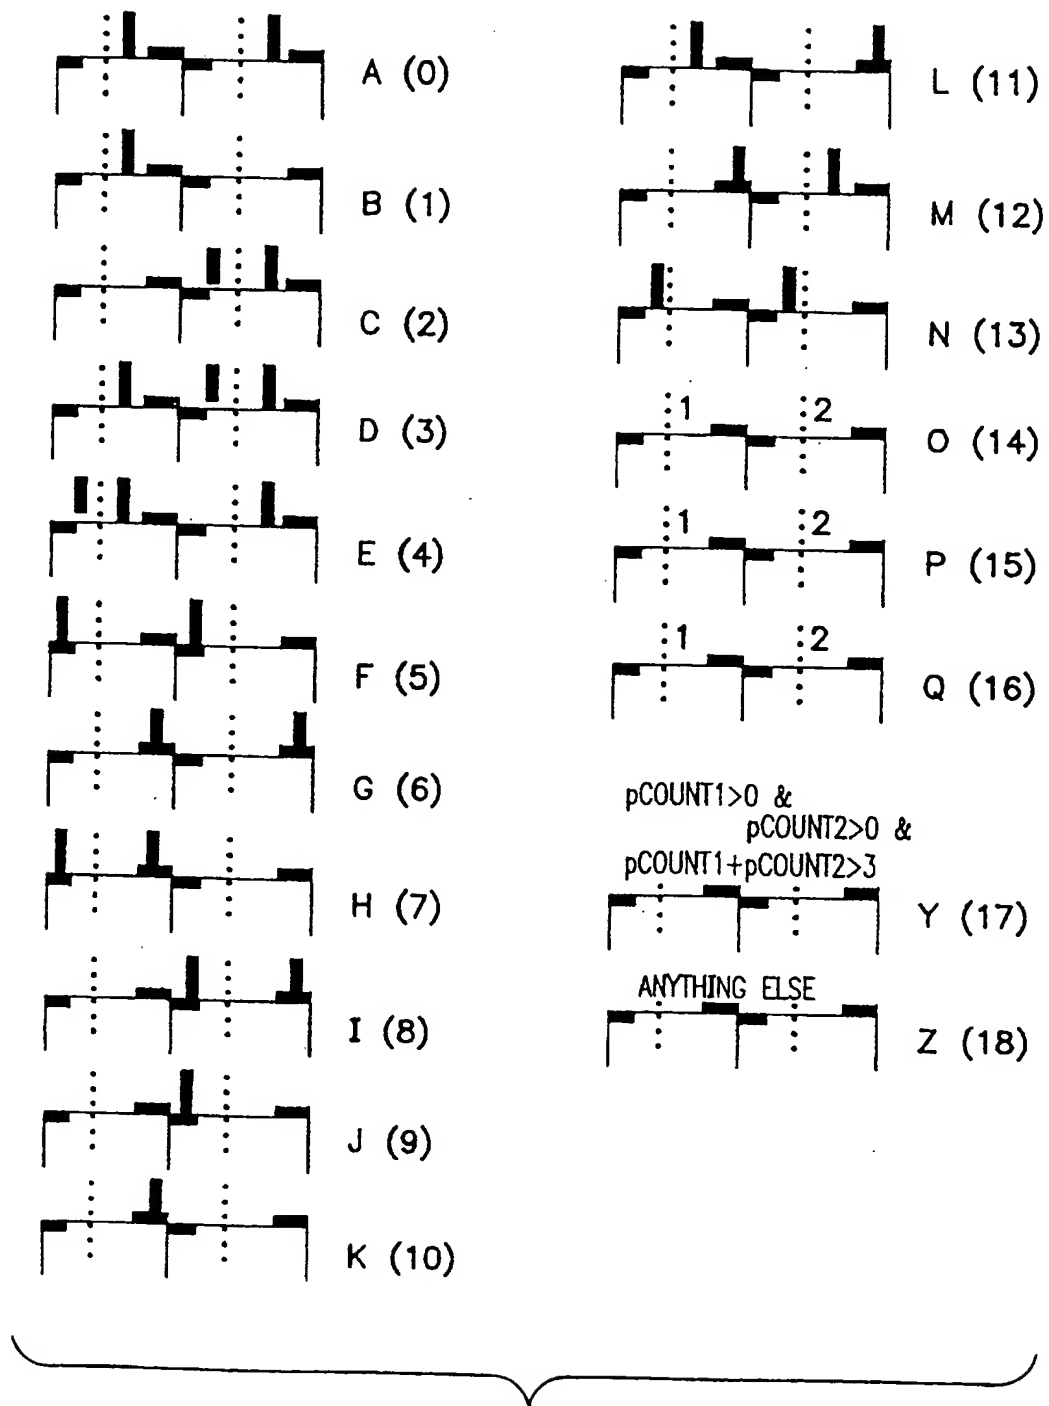 A (0)
B (1)
C (2)
D (3)
E (4)
F (5)
G (6)
H (7)
I (8)
J (9)
K (10)
L (11)
M (12)
N (13)
1 2
O (14)
1 2
P (15)
1 2
Q (16)
pCOUNT1>0 &
pCOUNT2>0 &
pCOUNT1+pCOUNT2>3
Y (17)
ANYTHING ELSE
Z (18)